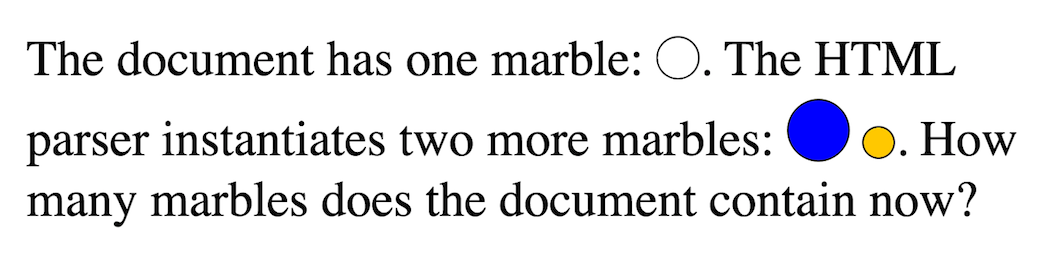 The document has one marble: . The HTML
parser instantiates two more marbles: . How
many marbles does the document contain now?